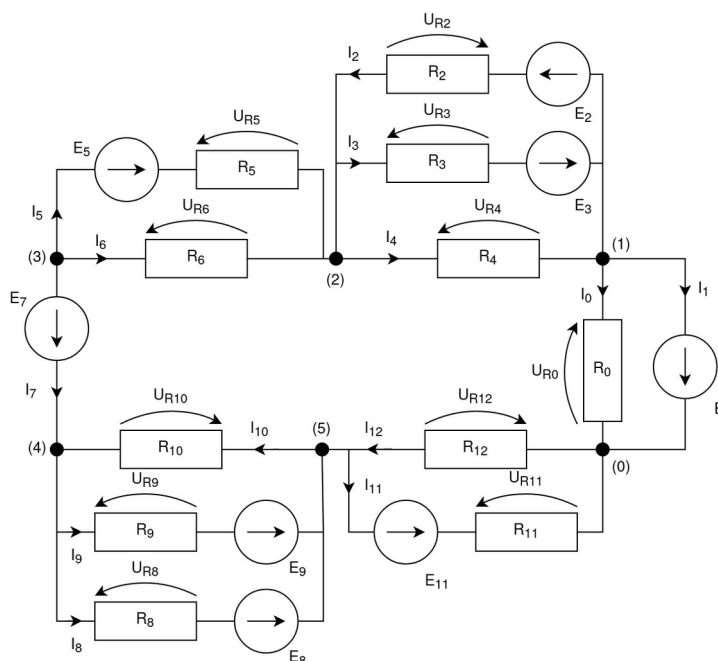 U_R2
I_2
R_2
E_2
U_R3
I_3
R_3
E_3
U_R5
E_5
R_5
I_5
U_R6
I_6
R_6
(3)
(2)
U_R4
I_4
R_4
(1)
I_0
I_1
E_7
U_R0
R_0
E
I_7
U_R10
I_10
R_10
(4)
(5)
I_12
U_R12
R_12
(0)
U_R9
I_9
R_9
E_9
I_11
E_11
U_R11
R_11
U_R8
I_8
R_8
E_8